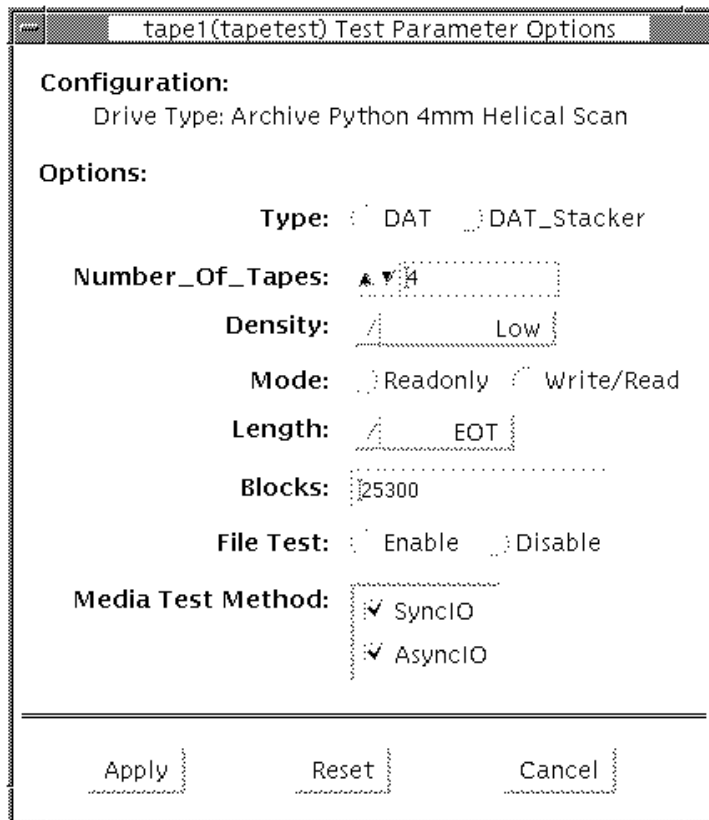 tape1(tapetest) Test Parameter Options
Configuration:
Drive Type: Archive Python 4mm Helical Scan
Options:
Type: DAT DAT_Stacker
Number_Of_Tapes: 4
Density: Low
Mode: Readonly Write/Read
Length: EOT
Blocks: 25300
File Test: Enable Disable
Media Test Method: SyncIO
AsyncIO
Apply Reset Cancel